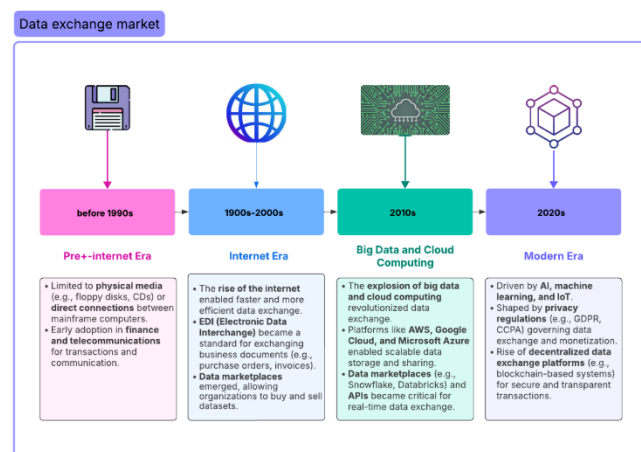 Data exchange market
before 1990s
1900s-2000s
2010s
2020s
Pre+-internet Era
Internet Era
Big Data and Cloud
Computing
Modern Era
• Limited to physical media
(e.g., floppy disks, CDs) or
direct connections between
mainframe computers.
• Early adoption in finance
and telecommunications
for transactions and
communication.
• The rise of the internet
enabled faster and more
efficient data exchange.
• EDI (Electronic Data
Interchange) became a
standard for exchanging
business documents (e.g.,
purchase orders, invoices).
• Data marketplaces
emerged, allowing
organizations to buy and sell
datasets.
• The explosion of big data
and cloud computing
revolutionized data
exchange.
• Platforms like AWS, Google
Cloud, and Microsoft Azure
enabled scalable data
storage and sharing.
• Data marketplaces (e.g.,
Snowflake, Databricks) and
APIs became critical for
real-time data exchange.
• Driven by AI, machine
learning, and IoT.
• Shaped by privacy
regulations (e.g., GDPR,
CCPA) governing data
exchange and monetization.
• Rise of decentralized data
exchange platforms (e.g.,
blockchain-based systems)
for secure and transparent
transactions.